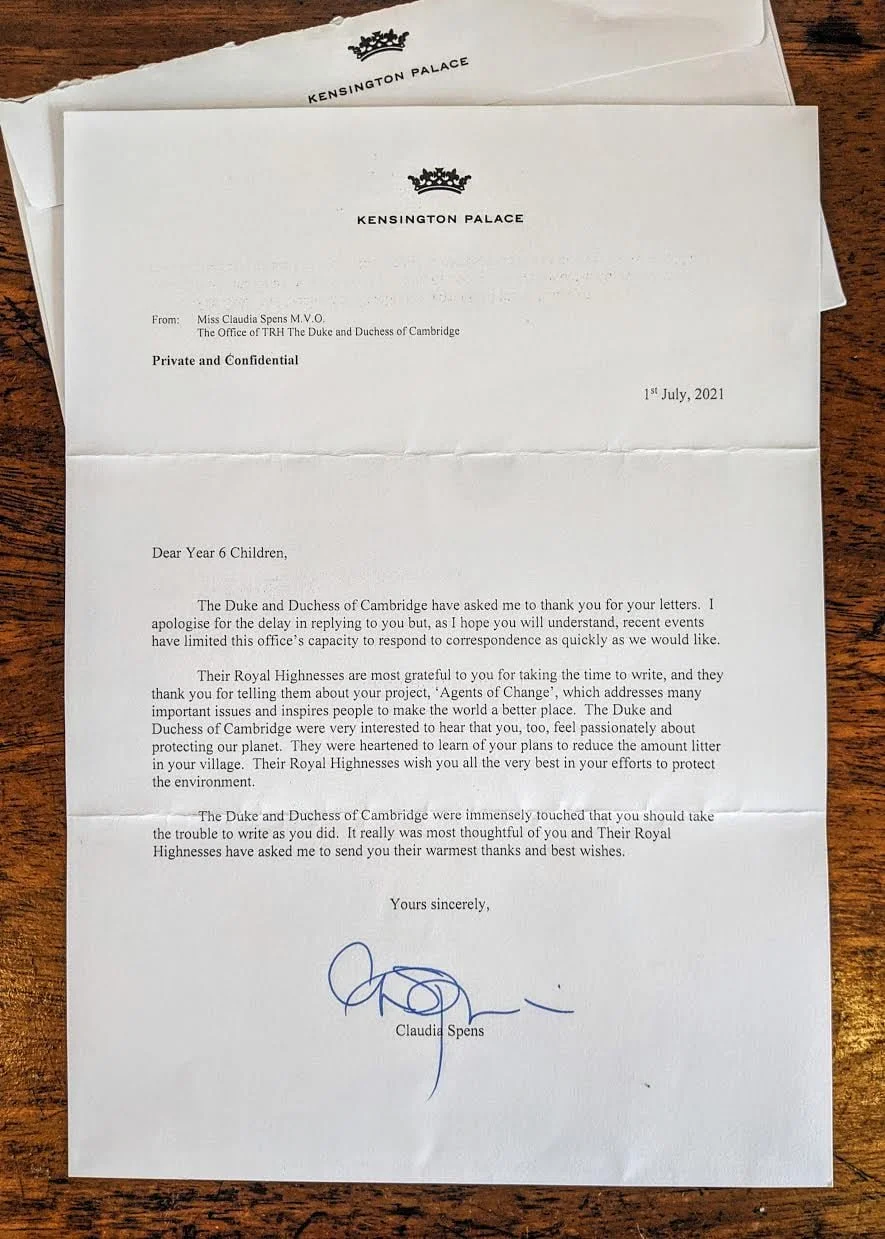 KENSINGTON PALACE
KENSINGTON PALACE
From: Miss Claudia Spens M.V.O.
The Office of TRH The Duke and Duchess of Cambridge
Private and Confidential
1st July, 2021
Dear Year 6 Children,
The Duke and Duchess of Cambridge have asked me to thank you for your letters. I
apologise for the delay in replying to you but, as I hope you will understand, recent events
have limited this office's capacity to respond to correspondence as quickly as we would like.
Their Royal Highnesses are most grateful to you for taking the time to write, and they
thank you for telling them about your project, ‘Agents of Change’, which addresses many
important issues and inspires people to make the world a better place. The Duke and
Duchess of Cambridge were very interested to hear that you, too, feel passionately about
protecting our planet. They were heartened to learn of your plans to reduce the amount litter
in your village. Their Royal Highnesses wish you all the very best in your efforts to protect
the environment.
The Duke and Duchess of Cambridge were immensely touched that you should take
the trouble to write as you did. It really was most thoughtful of you and Their Royal
Highnesses have asked me to send you their warmest thanks and best wishes.
Yours sincerely,
Claudia Spens